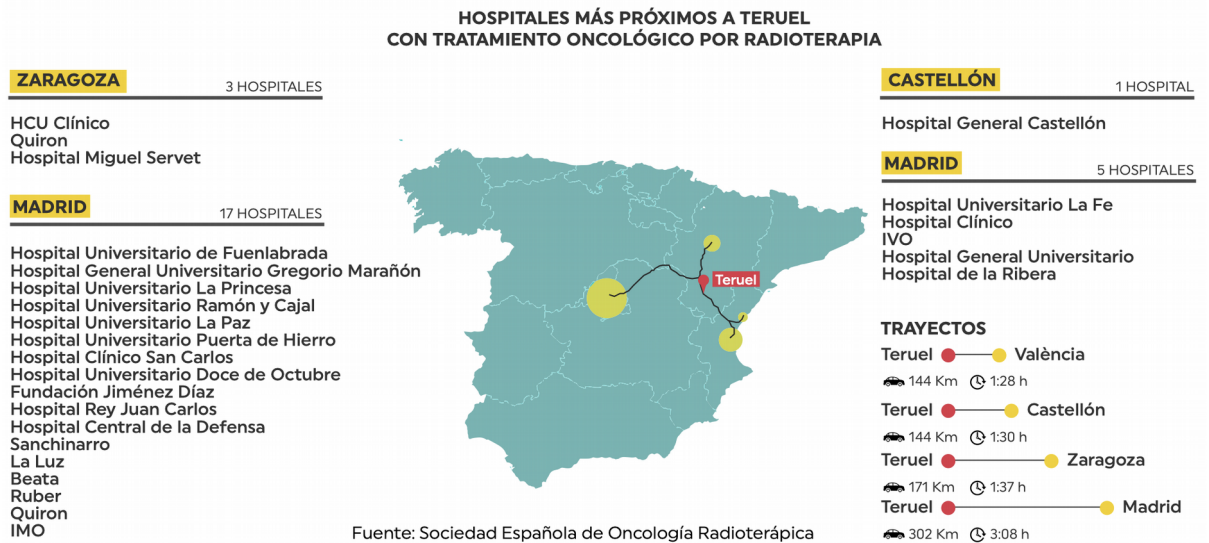 HOSPITALES MÁS PRÓXIMOS A TERUEL
CON TRATAMIENTO ONCOLÓGICO POR RADIOTERAPIA
ZARAGOZA
3 HOSPITALES
HCU Clínico
Quiron
Hospital Miguel Servet
MADRID
17 HOSPITALES
Hospital Universitario de Fuenlabrada
Hospital General Universitario Gregorio Marañón
Hospital Universitario La Princesa
Hospital Universitario Ramón y Cajal
Hospital Universitario La Paz
Hospital Universitario Puerta de Hierro
Hospital Clínico San Carlos
Hospital Universitario Doce de Octubre
Fundación Jiménez Díaz
Hospital Rey Juan Carlos
Hospital Central de la Defensa
Sanchinarro
La Luz
Beata
Ruber
Quiron
IMO
Teruel
CASTELLÓN
1 HOSPITAL
Hospital General Castellón
MADRID
5 HOSPITALES
Hospital Universitario La Fe
Hospital Clínico
IVO
Hospital General Universitario
Hospital de la Ribera
TRAYECTOS
Teruel València
144 Km 1:28 h
Teruel Castellón
144 Km 1:30 h
Teruel Zaragoza
171 Km 1:37 h
Teruel Madrid
302 Km 3:08 h
Fuente: Sociedad Española de Oncología Radioterápica